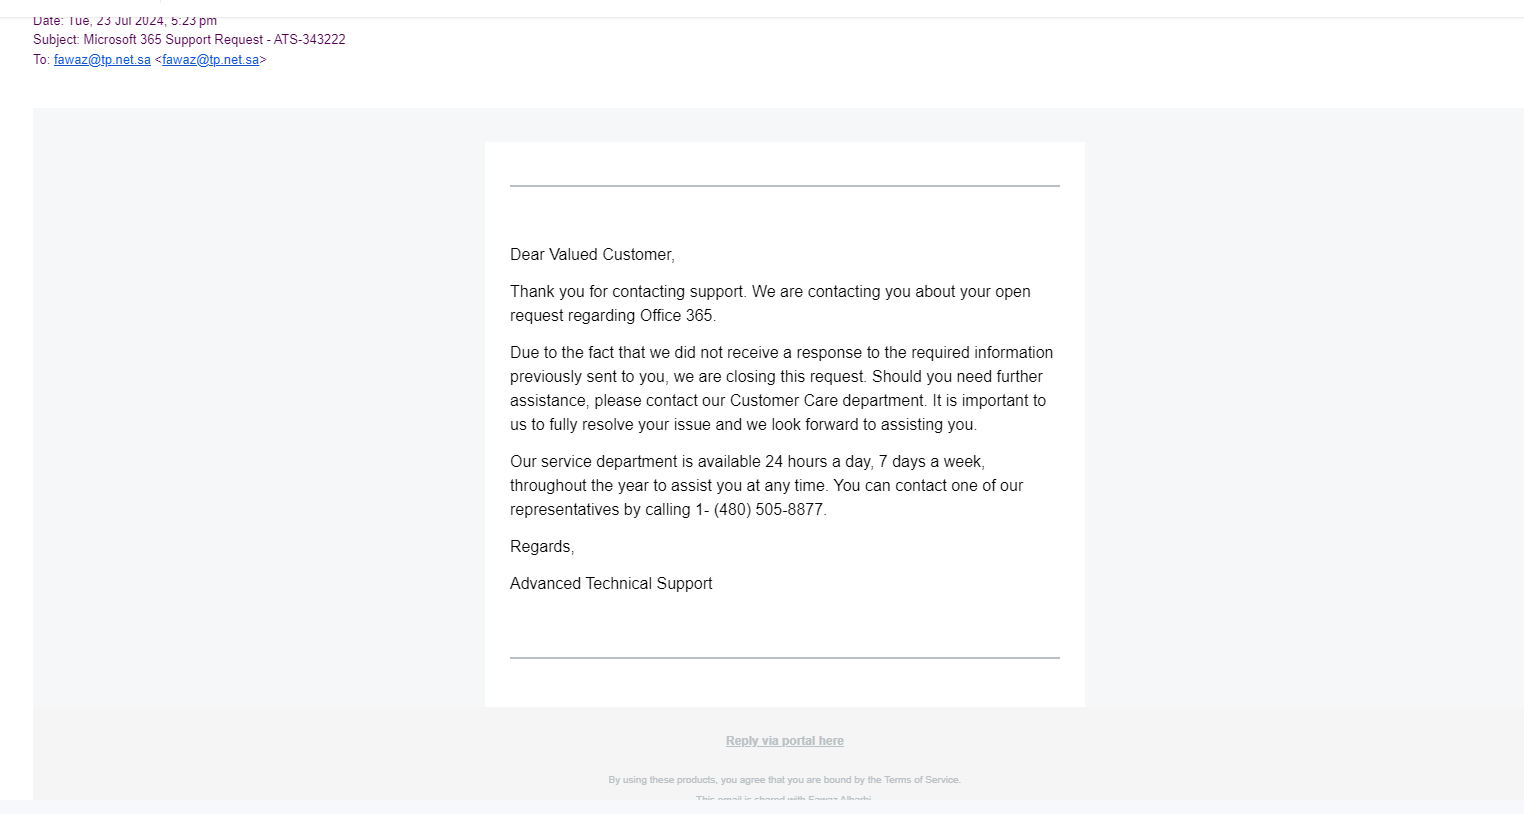 Date: Tue, 23 Jul 2024, 5:23 pm
Subject: Microsoft 365 Support Request - ATS-343222
To: fawaz@tp.net.sa <fawaz@tp.net.sa>
Dear Valued Customer,
Thank you for contacting support. We are contacting you about your open
request regarding Office 365.
Due to the fact that we did not receive a response to the required information
previously sent to you, we are closing this request. Should you need further
assistance, please contact our Customer Care department. It is important to
us to fully resolve your issue and we look forward to assisting you.
Our service department is available 24 hours a day, 7 days a week,
throughout the year to assist you at any time. You can contact one of our
representatives by calling 1- (480) 505-8877.
Regards,
Advanced Technical Support
Reply via portal here
By using these products, you agree that you are bound by the Terms of Service.
This email is shared with Fawaz Alharbi